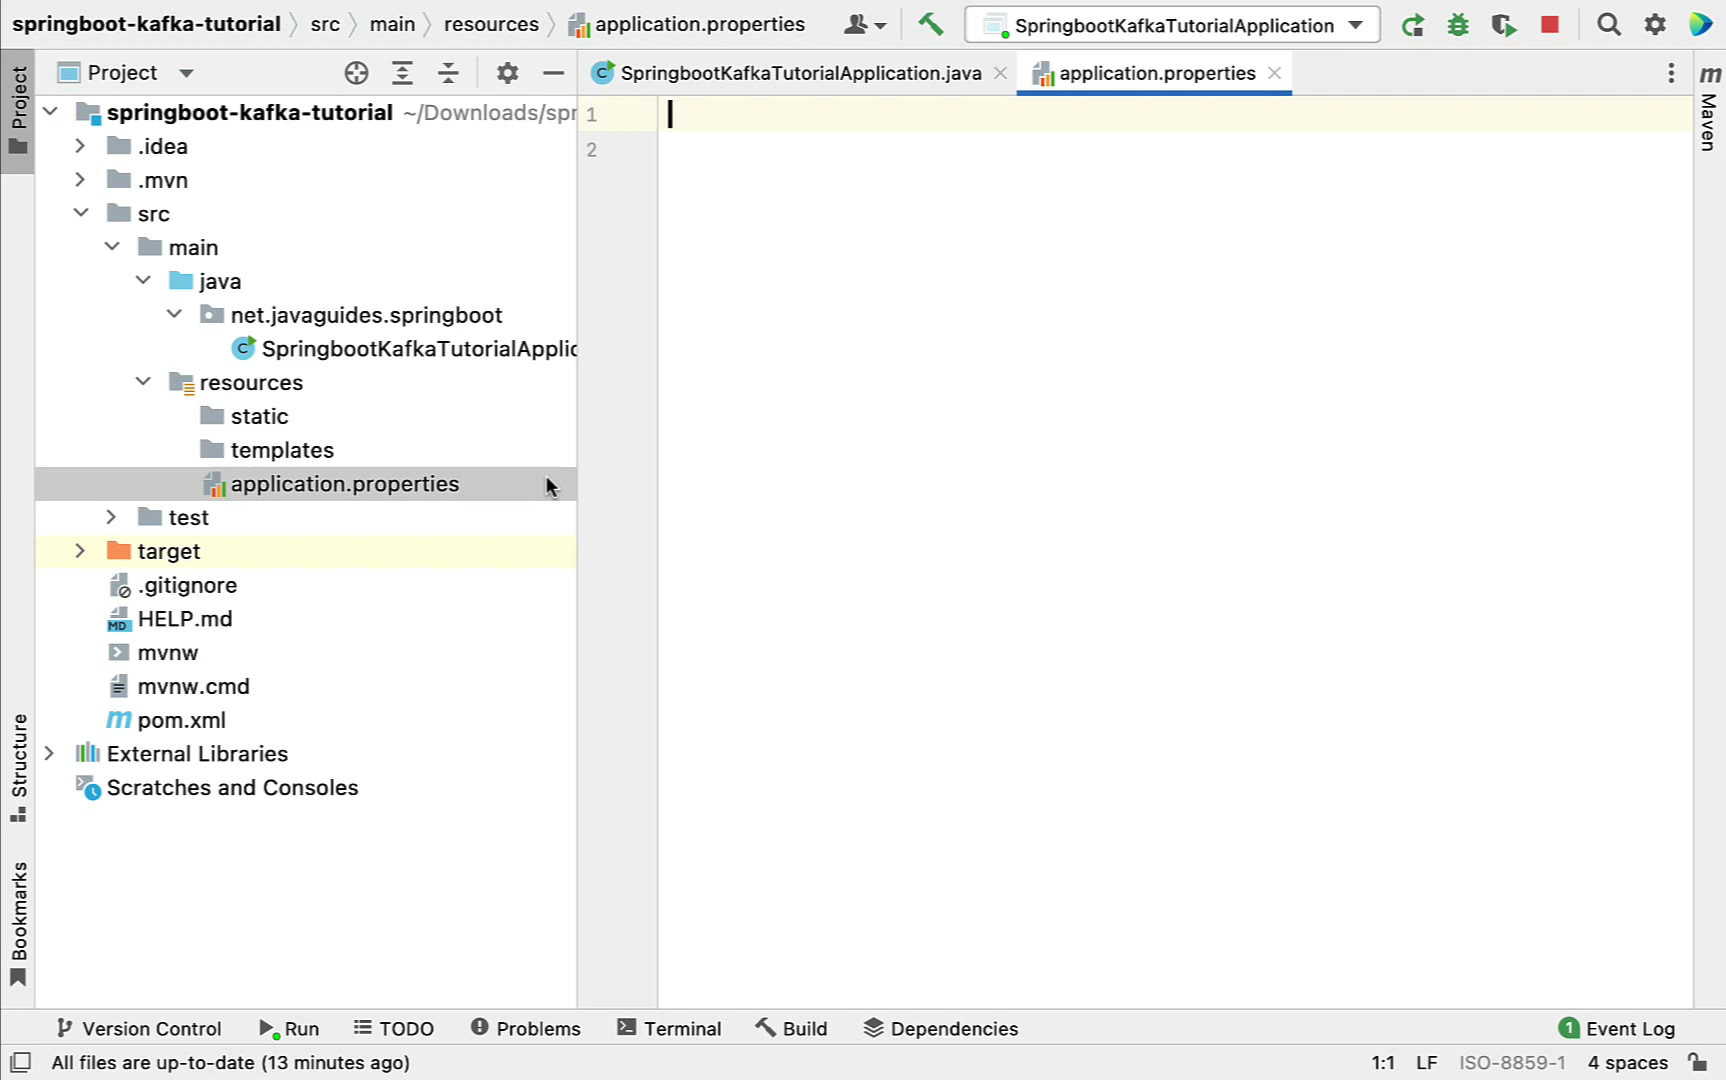 springboot-kafka-tutorial src main resources application.properties SpringbootKafkaTutorialApplication
Project SpringbootKafkaTutorialApplication.java application.properties
Project
Structure
Bookmarks
springboot-kafka-tutorial ~/Downloads/spr
.idea
.mvn
src
main
java
net.javaguides.springboot
C SpringbootKafkaTutorialApplic
resources
static
templates
application.properties
test
target
.gitignore
MD HELP.md
mvnw
mvnw.cmd
m pom.xml
External Libraries
Scratches and Consoles
1
2
m Maven
Version Control Run TODO Problems Terminal Build Dependencies 1 Event Log
All files are up-to-date (13 minutes ago) 1:1 LF ISO-8859-1 4 spaces